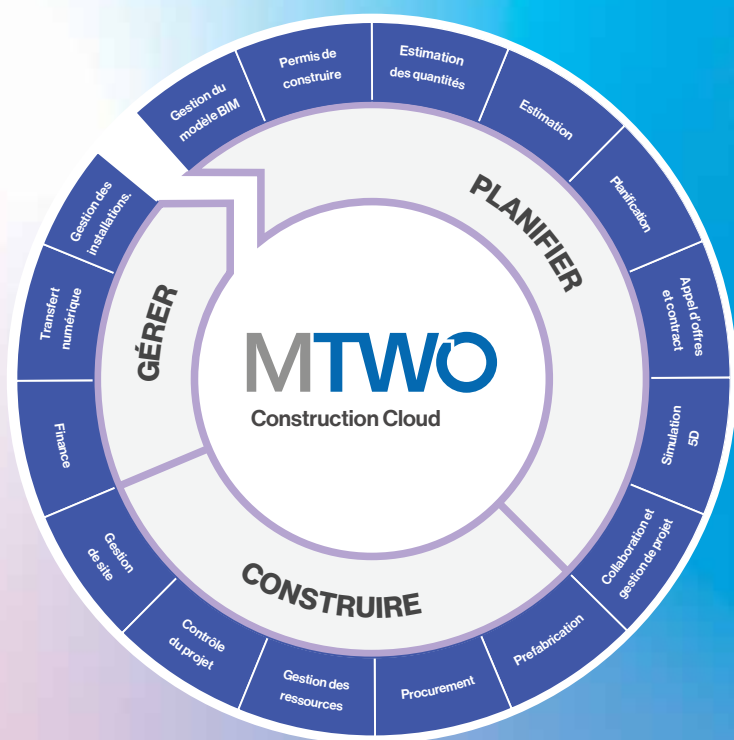 Gestion du
modèle BIM
Permis de
construire
Estimation
des quantités
Estimation
Planification
Appel d'offres
et contract
Simulation
5D
Collaboration et
gestion de projet
Prefabrication
Procurement
Gestion des
ressources
Contrôle
du projet
Gestion
de site
Finance
Transfert
numérique
Gestion des
installations.
PLANIFIER
CONSTRUIRE
GÉRER
MTWO
Construction Cloud